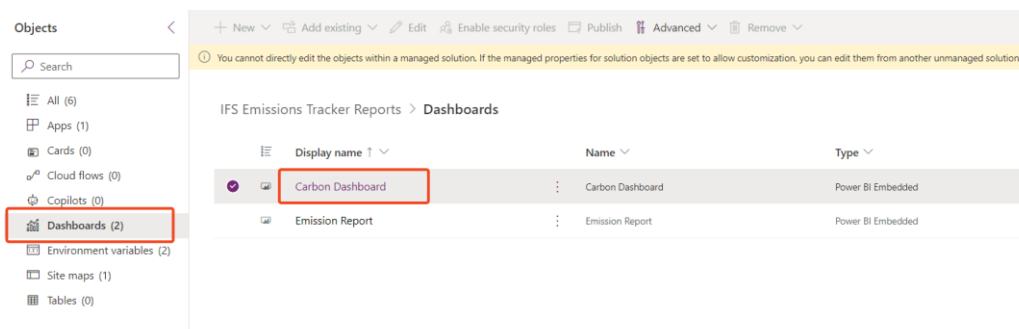 Objects
+ New Add existing Edit Enable security roles Publish Advanced Remove
You cannot directly edit the objects within a managed solution. If the managed properties for solution objects are set to allow customization, you can edit them from another unmanaged solution
Search
All (6)
Apps (1)
Cards (0)
Cloud flows (0)
Copilots (0)
Dashboards (2)
Environment variables (2)
Site maps (1)
Tables (0)
IFS Emissions Tracker Reports > Dashboards
Display name ↑ Name Type
Carbon Dashboard Carbon Dashboard Power BI Embedded
Emission Report Emission Report Power BI Embedded